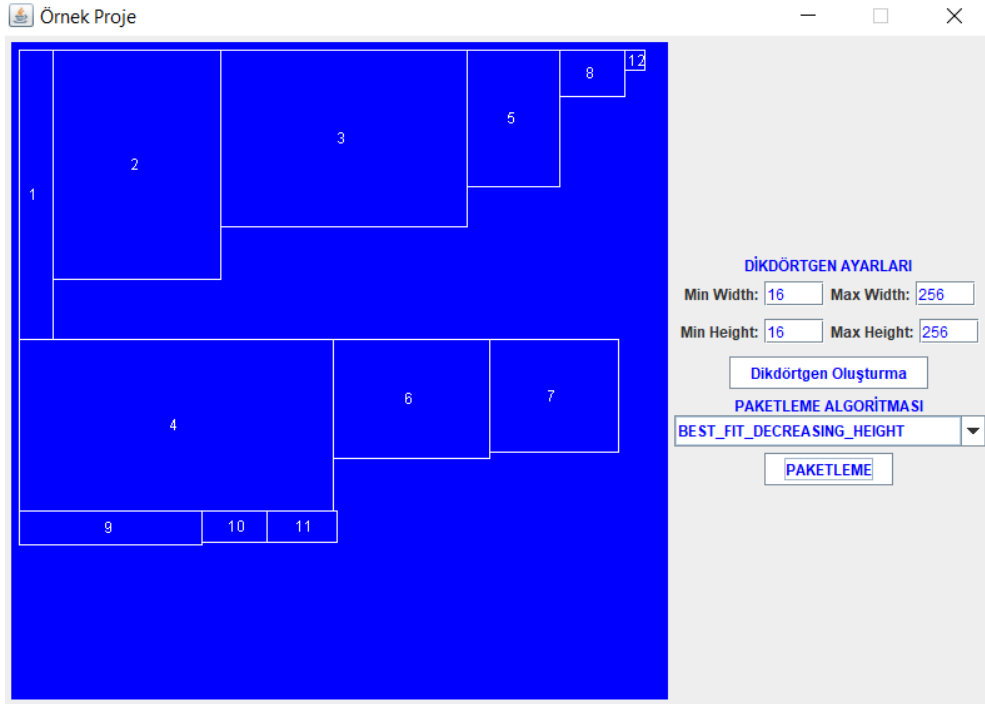 Örnek Proje
1
2
3
5
8
12
4
6
7
9
10
11
DİKDÖRTGEN AYARLARI
Min Width: 16 Max Width: 256
Min Height: 16 Max Height: 256
Dikdörtgen Oluşturma
PAKETLEME ALGORİTMASI
BEST_FIT_DECREASING_HEIGHT
PAKETLEME